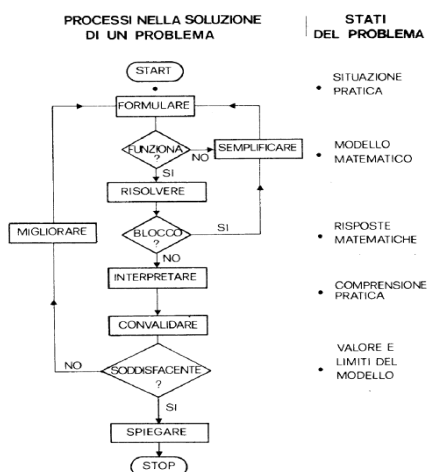 PROCESSI NELLA SOLUZIONE
DI UN PROBLEMA
STATI
DEL PROBLEMA
START
SITUAZIONE
PRATICA
FORMULARE
FUNZIONA
?
NO
SEMPLIFICARE
MODELLO
MATEMATICO
SI
RISOLVERE
MIGLIORARE
BLOCCO
?
SI
RISPOSTE
MATEMATICHE
NO
INTERPRETARE
COMPRENSIONE
PRATICA
CONVALIDARE
NO
SODDISFACENTE
?
VALORE E
LIMITI DEL
MODELLO
SI
SPIEGARE
STOP